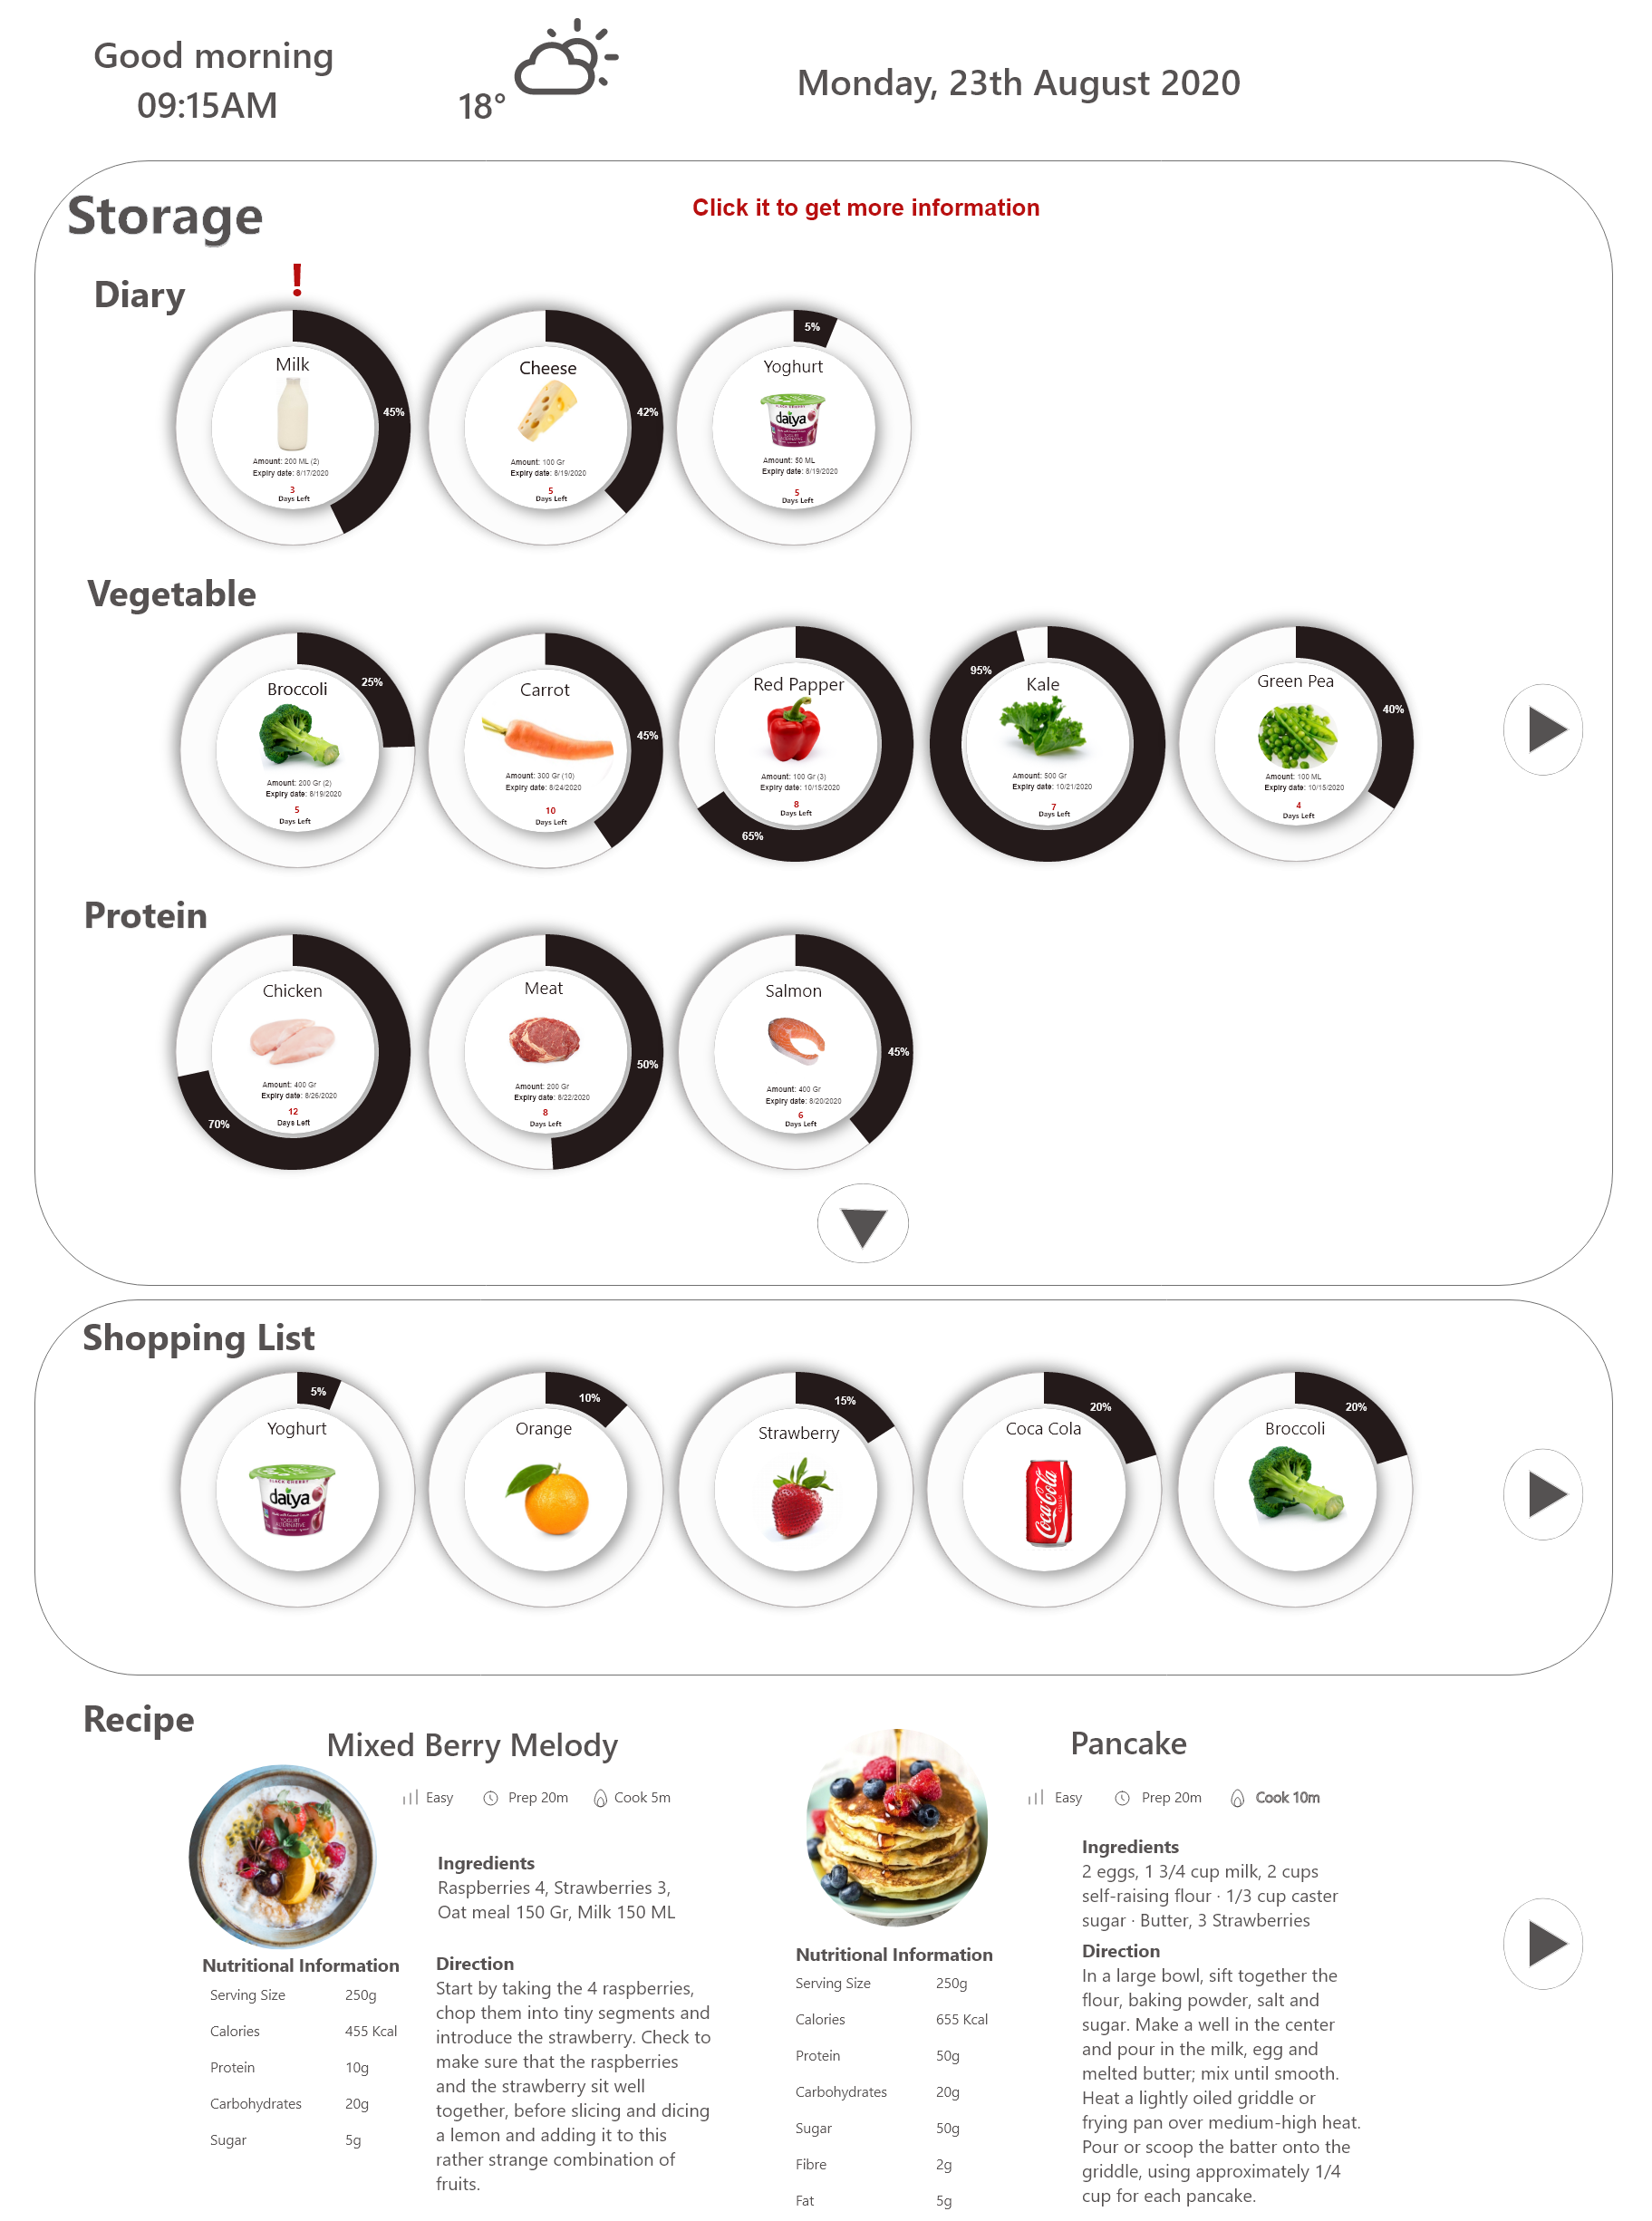 Good morning
09:15AM
18°
Monday, 23th August 2020
Storage
Click it to get more information
Diary
!
Milk
45%
Amount: 200 ML (2)
Expiry date: 8/17/2020
3
Days Left
Cheese
42%
Amount: 100 Gr
Expiry date: 8/19/2020
5
Days Left
5%
Yoghurt
daiya
Amount: 50 ML
Expiry date: 8/19/2020
5
Days Left
Vegetable
Broccoli
25%
Amount: 200 Gr (2)
Expiry date: 8/19/2020
5
Days Left
Carrot
45%
Amount: 300 Gr (10)
Expiry date: 8/24/2020
10
Days Left
Red Papper
Amount: 100 Gr (3)
Expiry date: 10/15/2020
8
Days Left
65%
95%
Kale
Amount: 500 Gr
Expiry date: 10/21/2020
7
Days Left
Green Pea
40%
Amount: 100 ML
Expiry date: 10/15/2020
4
Days Left
Protein
Chicken
Amount: 400 Gr
Expiry date: 8/26/2020
12
Days Left
70%
Meat
50%
Amount: 200 Gr
Expiry date: 8/22/2020
8
Days Left
Salmon
45%
Amount: 400 Gr
Expiry date: 8/20/2020
6
Days Left
Shopping List
5%
Yoghurt
daiya
10%
Orange
15%
Strawberry
20%
Coca Cola
Coca-Cola
20%
Broccoli
Recipe
Mixed Berry Melody
Easy Prep 20m Cook 5m
Ingredients
Raspberries 4, Strawberries 3,
Oat meal 150 Gr, Milk 150 ML
Nutritional Information
Serving Size 250g
Calories 455 Kcal
Protein 10g
Carbohydrates 20g
Sugar 5g
Direction
Start by taking the 4 raspberries,
chop them into tiny segments and
introduce the strawberry. Check to
make sure that the raspberries
and the strawberry sit well
together, before slicing and dicing
a lemon and adding it to this
rather strange combination of
fruits.
Pancake
Easy Prep 20m Cook 10m
Ingredients
2 eggs, 1 3/4 cup milk, 2 cups
self-raising flour · 1/3 cup caster
sugar · Butter, 3 Strawberries
Nutritional Information
Serving Size 250g
Calories 655 Kcal
Protein 50g
Carbohydrates 20g
Sugar 50g
Fibre 2g
Fat 5g
Direction
In a large bowl, sift together the
flour, baking powder, salt and
sugar. Make a well in the center
and pour in the milk, egg and
melted butter; mix until smooth.
Heat a lightly oiled griddle or
frying pan over medium-high heat.
Pour or scoop the batter onto the
griddle, using approximately 1/4
cup for each pancake.